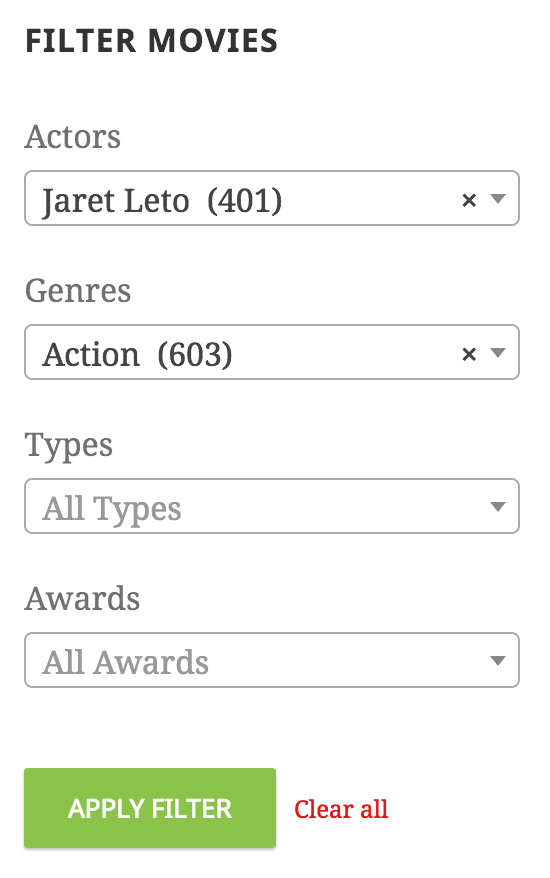 FILTER MOVIES
Actors
Jaret Leto (401)
Genres
Action (603)
Types
All Types
Awards
All Awards
APPLY FILTER Clear all